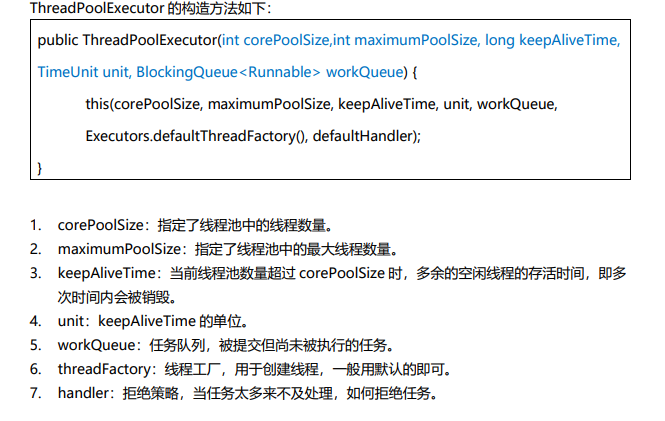 ThreadPoolExecutor 的构造方法如下：
public ThreadPoolExecutor(int corePoolSize,int maximumPoolSize, long keepAliveTime,
TimeUnit unit, BlockingQueue<Runnable> workQueue) {
this(corePoolSize, maximumPoolSize, keepAliveTime, unit, workQueue,
Executors.defaultThreadFactory(), defaultHandler);
}
1. corePoolSize：指定了线程池中的线程数量。
2. maximumPoolSize：指定了线程池中的最大线程数量。
3. keepAliveTime：当前线程池数量超过 corePoolSize 时，多余的空闲线程的存活时间，即多
次时间内会被销毁。
4. unit：keepAliveTime 的单位。
5. workQueue：任务队列，被提交但尚未被执行的任务。
6. threadFactory：线程工厂，用于创建线程，一般用默认的即可。
7. handler：拒绝策略，当任务太多来不及处理，如何拒绝任务。